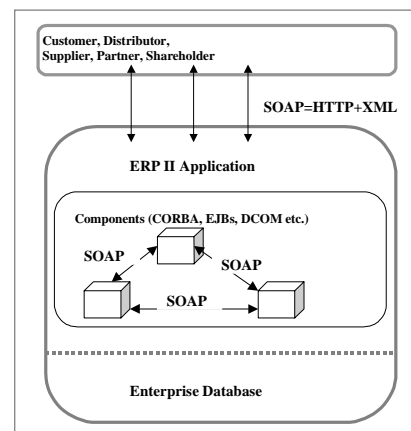 Customer, Distributor,
Supplier, Partner, Shareholder
SOAP=HTTP+XML
ERP II Application
Components (CORBA, EJBs, DCOM etc.)
SOAP
SOAP
SOAP
Enterprise Database